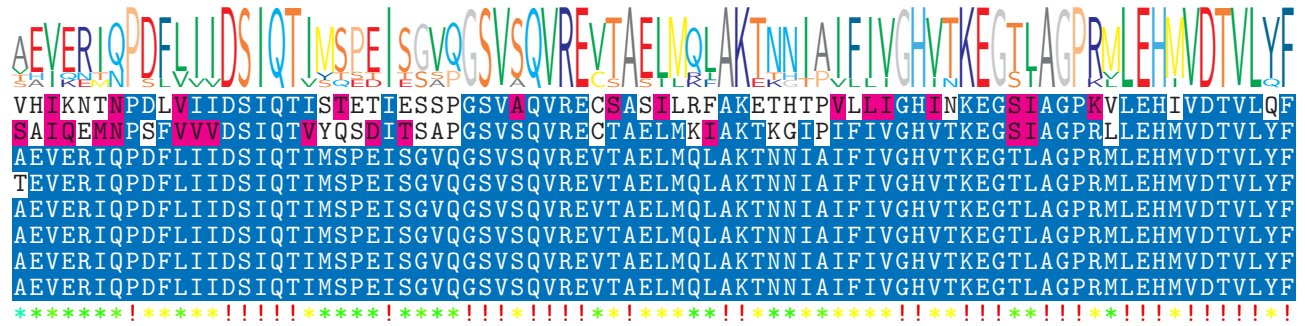 AEVERIQPDFLIIDSIQTIMSPEISGVQGSVSQVREVTAELMQLAKTNNIAIFIVGHVTKEGTLAGPRMLEHMVDTVLYF
VHIKNTNPDLVIIDSIQTISTETIESSPGSVAQVRECSASILRFAKETHTPVLLIGHINKEGSIAGPKVLEHIVDTVLQF
SAIQEMNPSFVVVDSIQTVYQSDITSAPGSVSQVRECTAELMKIAKTKGIPIFIVGHVTKEGSIAGPRLLEHMVDTVLYF
AEVERIQPDFLIIDSIQTIMSPEISGVQGSVSQVREVTAELMQLAKTNNIAIFIVGHVTKEGTLAGPRMLEHMVDTVLYF
TEVERIQPDFLIIDSIQTIMSPEISGVQGSVSQVREVTAELMQLAKTNNIAIFIVGHVTKEGTLAGPRMLEHMVDTVLYF
AEVERIQPDFLIIDSIQTIMSPEISGVQGSVSQVREVTAELMQLAKTNNIAIFIVGHVTKEGTLAGPRMLEHMVDTVLYF
AEVERIQPDFLIIDSIQTIMSPEISGVQGSVSQVREVTAELMQLAKTNNIAIFIVGHVTKEGTLAGPRMLEHMVDTVLYF
AEVERIQPDFLIIDSIQTIMSPEISGVQGSVSQVREVTAELMQLAKTNNIAIFIVGHVTKEGTLAGPRMLEHMVDTVLYF
AEVERIQPDFLIIDSIQTIMSPEISGVQGSVSQVREVTAELMQLAKTNNIAIFIVGHVTKEGTLAGPRMLEHMVDTVLYF
*******!*****!!!!!*****!****!!!*!!!!**!*****!!*********!!**!!!**!!!**!!!*!!!!!*!